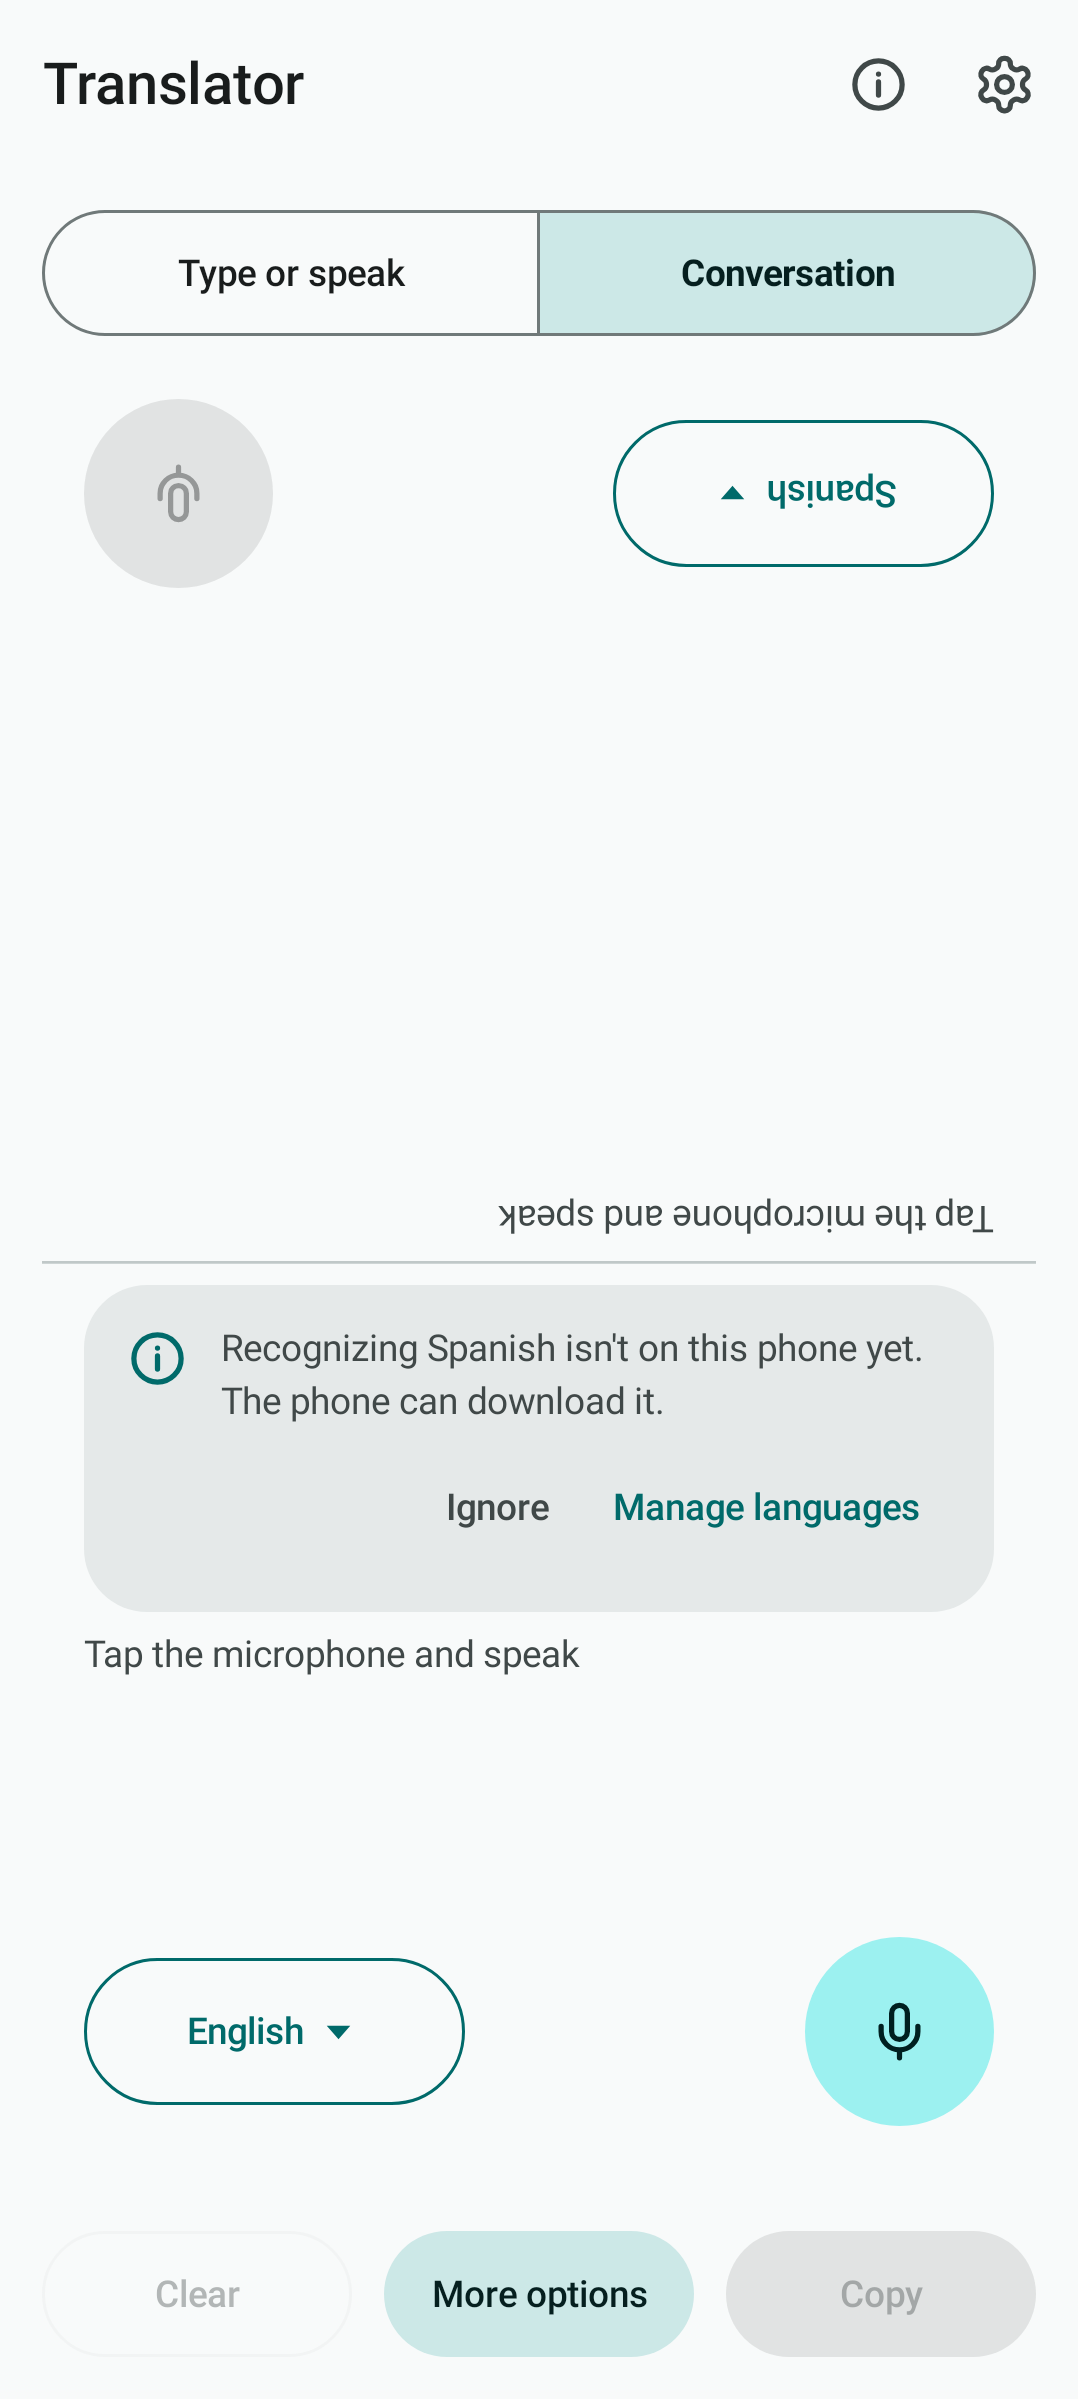 Translator
Type or speak
Conversation
Spanish
Tap the microphone and speak
Recognizing Spanish isn't on this phone yet.
The phone can download it.
Ignore
Manage languages
Tap the microphone and speak
English
Clear
More options
Copy